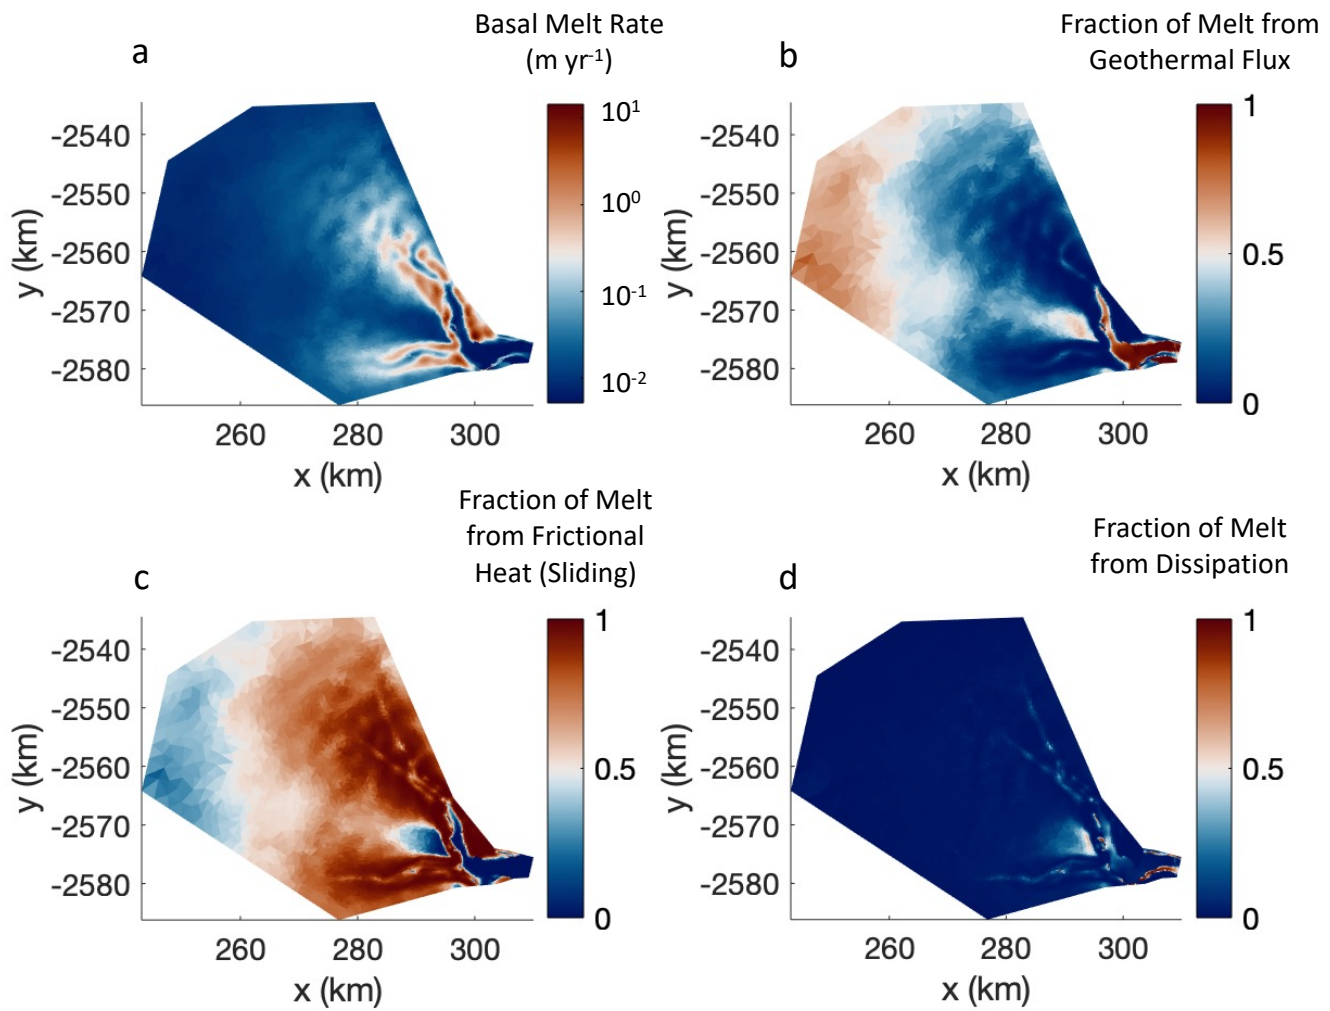 a
Basal Melt Rate
(m yr-1)
-2540
-2550
-2560
-2570
-2580
y (km)
260 280 300
x (km)
10¹
10⁰
10-1
10-2
b
Fraction of Melt from
Geothermal Flux
-2540
-2550
-2560
-2570
-2580
y (km)
260 280 300
x (km)
1
0.5
0
c
Fraction of Melt
from Frictional
Heat (Sliding)
-2540
-2550
-2560
-2570
-2580
y (km)
260 280 300
x (km)
1
0.5
0
d
Fraction of Melt
from Dissipation
-2540
-2550
-2560
-2570
-2580
y (km)
260 280 300
x (km)
1
0.5
0